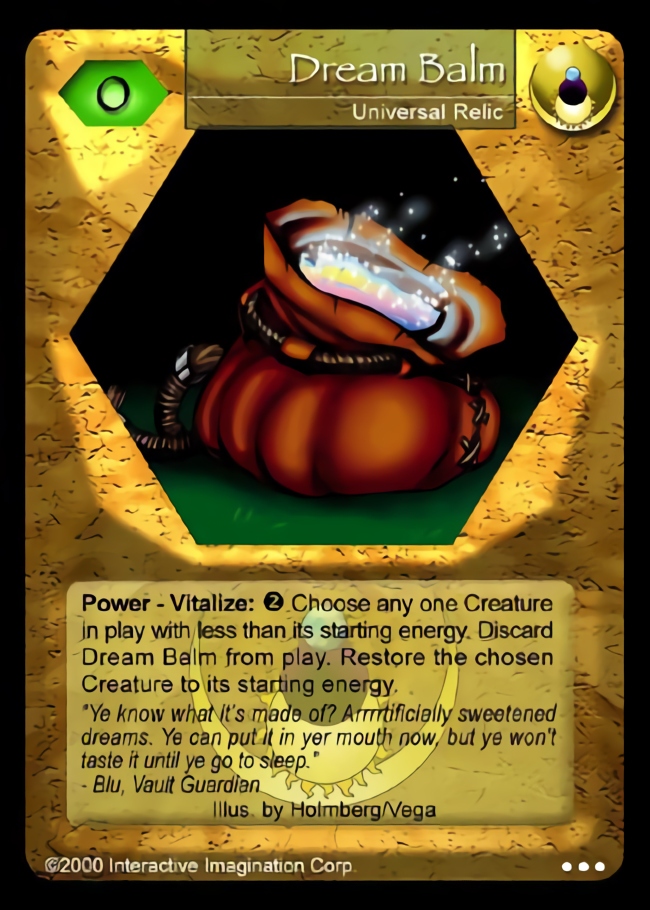 0
Dream Balm
Universal Relic
Power - Vitalize: ❷ Choose any one Creature
in play with less than its starting energy. Discard
Dream Balm from play. Restore the chosen
Creature to its starting energy.
"Ye know what it's made of? Arrrrtificially sweetened
dreams. Ye can put it in yer mouth now, but ye won't
taste it until ye go to sleep."
- Blu, Vault Guardian
Illus. by Holmberg/Vega
©2000 Interactive Imagination Corp.